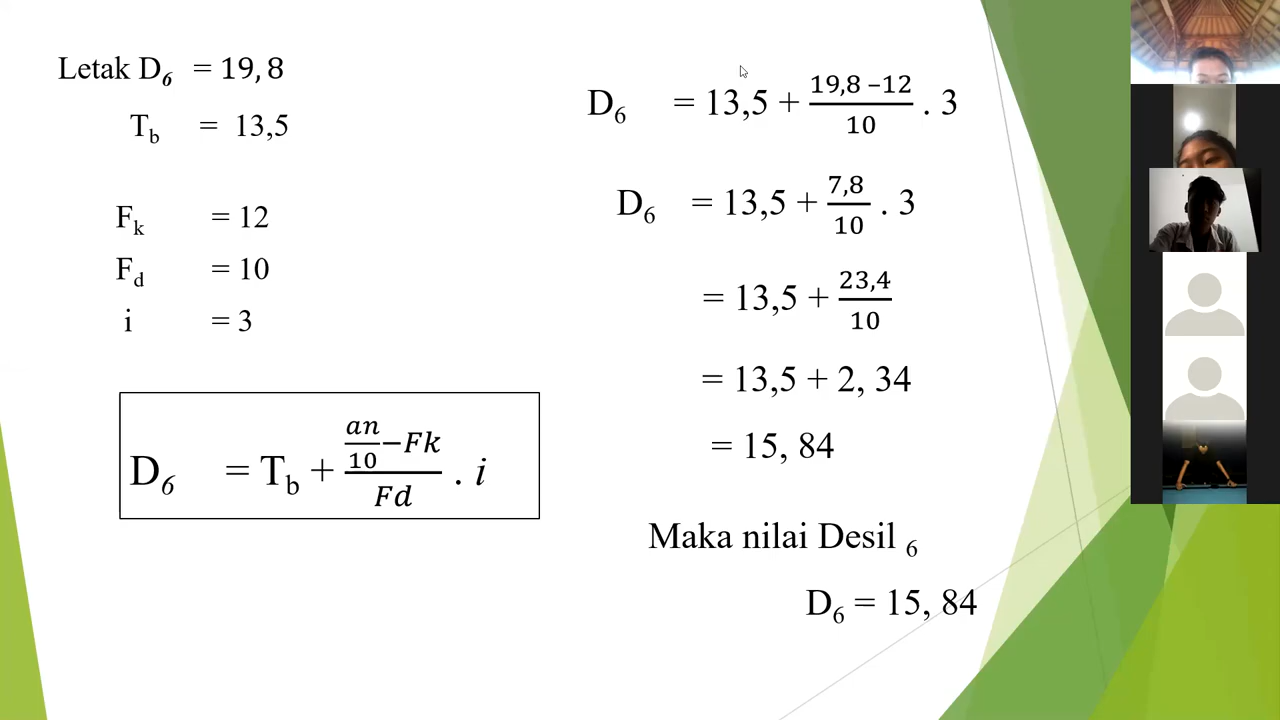 Letak D6 = 19, 8
Tb = 13,5
Fk = 12
Fd = 10
i = 3
D6 = Tb + (an/10 −Fk)/Fd . i
D6 = 13,5 + (19,8 –12)/10 . 3
D6 = 13,5 + 7,8/10 . 3
= 13,5 + 23,4/10
= 13,5 + 2, 34
= 15, 84
Maka nilai Desil 6
D6 = 15, 84